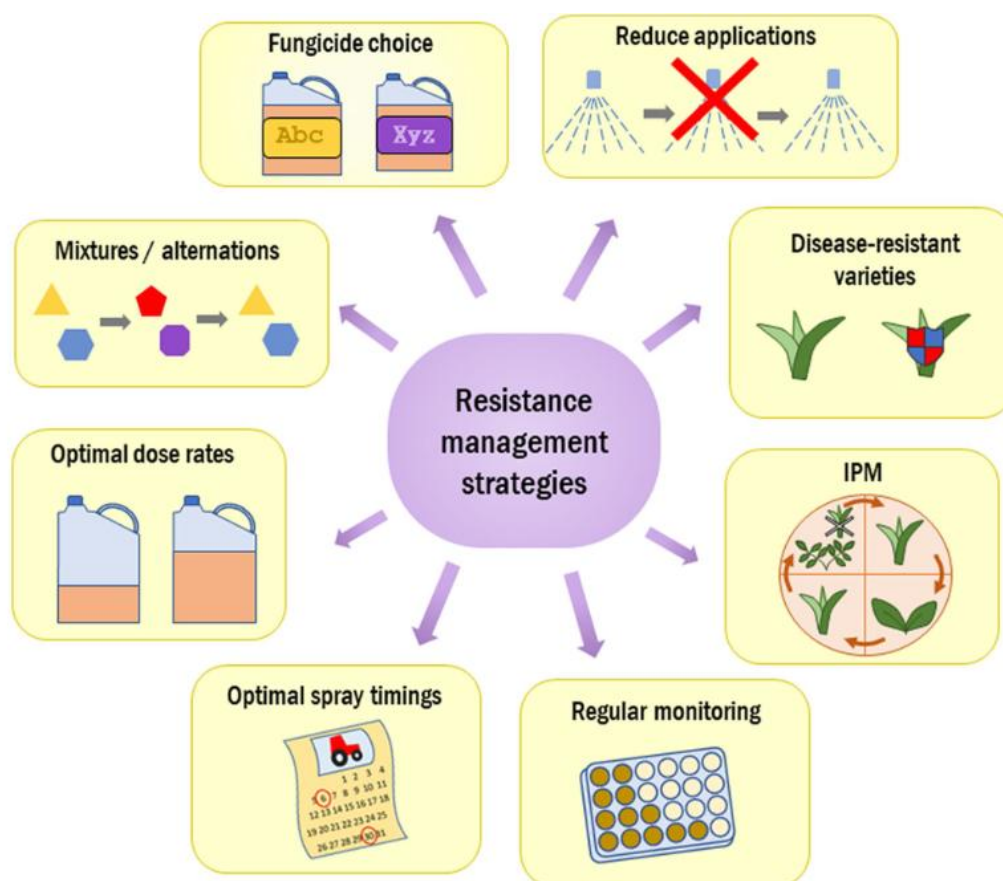 Fungicide choice
Abc
Xyz
Reduce applications
Mixtures / alternations
Disease-resistant
varieties
Resistance
management
strategies
Optimal dose rates
IPM
Optimal spray timings
1 2 3 4
5 6 7 8 9 10 11
12 13 14 15 16 17 18
19 20 21 22 23 24 25
26 27 28 29 30 31
Regular monitoring